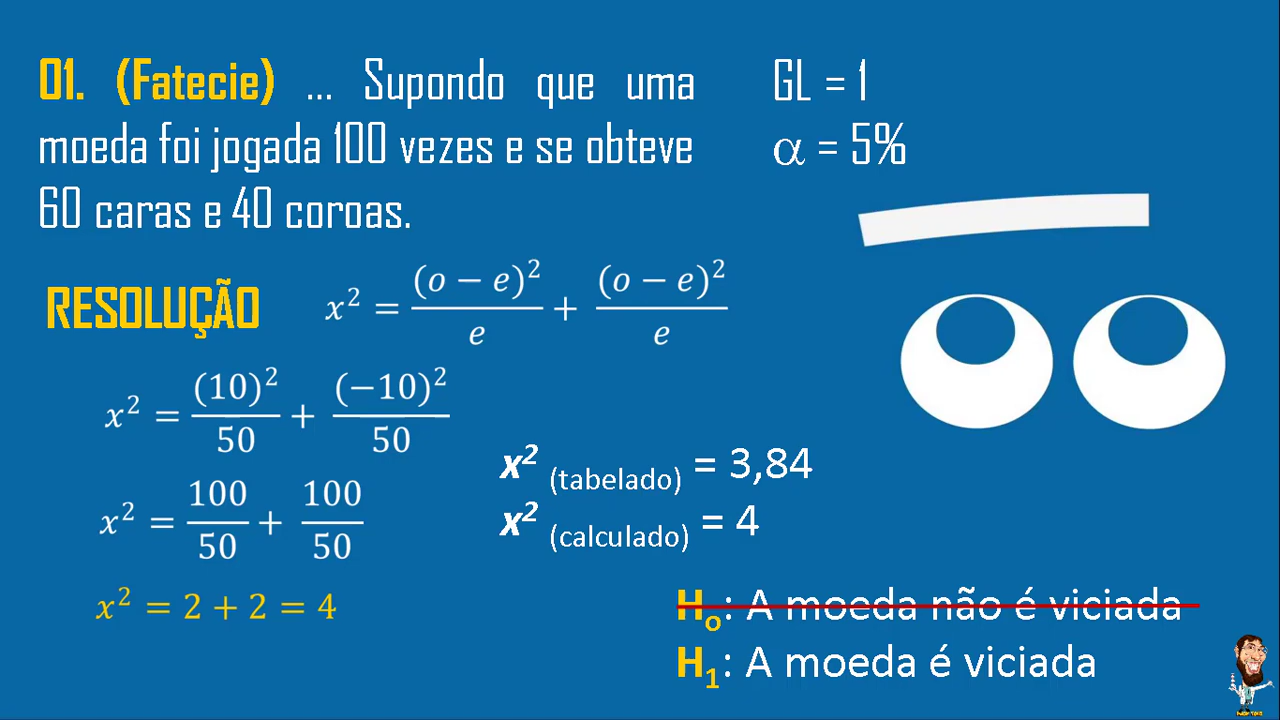 01. (Fatecie) ... Supondo que uma
moeda foi jogada 100 vezes e se obteve
60 caras e 40 coroas.
GL = 1
α = 5%
RESOLUÇÃO
x² = (o − e)²/e + (o − e)²/e
x² = (10)²/50 + (−10)²/50
x² = 100/50 + 100/50
x² = 2 + 2 = 4
x² (tabelado) = 3,84
x² (calculado) = 4
Ho: A moeda não é viciada
H1: A moeda é viciada